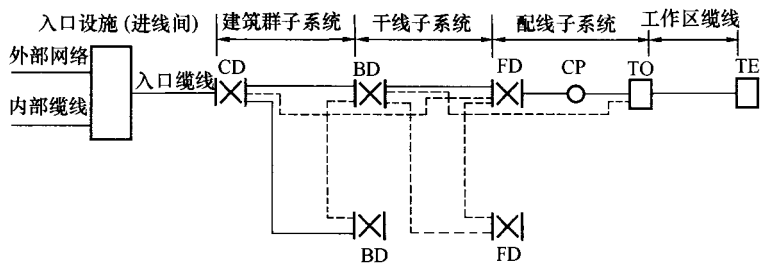 入口设施(进线间)
建筑群子系统
干线子系统
配线子系统
工作区缆线
外部网络
入口缆线
CD
BD
FD
CP
TO
TE
内部缆线
BD
FD